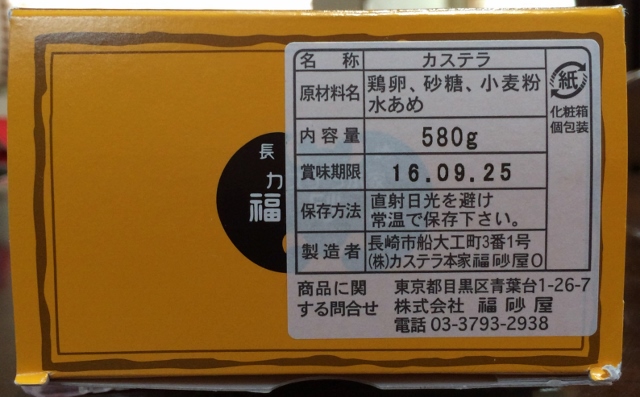 長
カ
福
名称 カステラ
原材料名 鶏卵、砂糖、小麦粉
水あめ
内容量 580g
賞味期限 16.09.25
保存方法 直射日光を避け
常温で保存下さい。
製造者 長崎市船大工町3番1号
(株)カステラ本家福砂屋O
紙
化粧箱
個包装
商品に関
する問合せ
東京都目黒区青葉台1-26-7
株式会社 福砂屋
電話 03-3793-2938